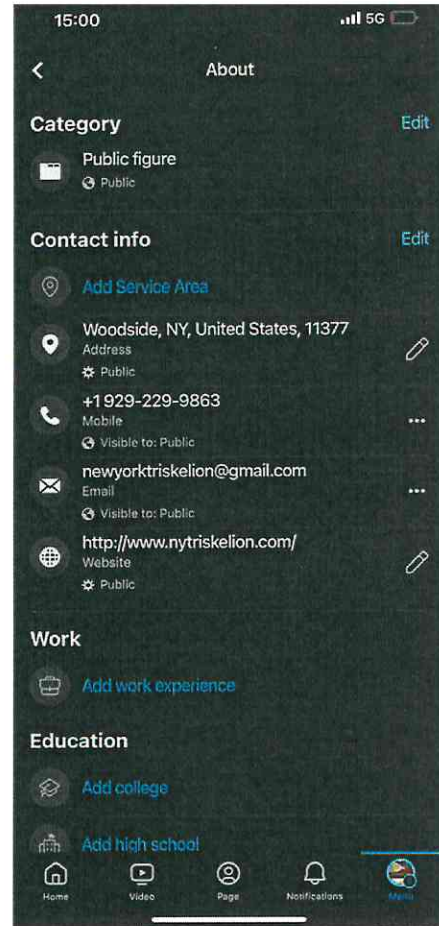 15:00
5G
About
Category
Edit
Public figure
Public
Contact info
Edit
Add Service Area
Woodside, NY, United States, 11377
Address
Public
+1 929-229-9863
Mobile
Visible to: Public
newyorktriskelion@gmail.com
Email
Visible to: Public
http://www.nytriskelion.com/
Website
Public
Work
Add work experience
Education
Add college
Add high school
Home
Video
Page
Notifications
Menu